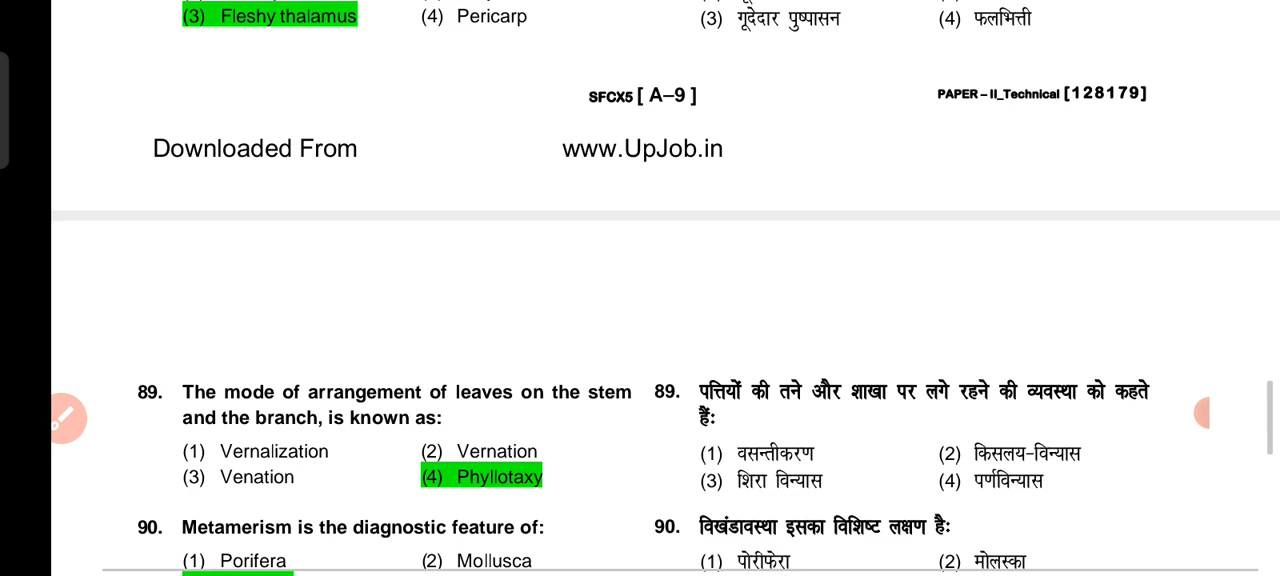 (3) Fleshy thalamus (4) Pericarp
(3) गूदेदार पुष्पासन (4) फलभित्ती
SFCX5 [ A–9 ] PAPER – II_Technical [128179]
Downloaded From www.UpJob.in
89. The mode of arrangement of leaves on the stem
and the branch, is known as:
(1) Vernalization (2) Vernation
(3) Venation (4) Phyllotaxy
90. Metamerism is the diagnostic feature of:
(1) Porifera (2) Mollusca
89. पत्तियों की तने और शाखा पर लगे रहने की व्यवस्था को कहते
हैं:
(1) वसन्तीकरण (2) किसलय-विन्यास
(3) शिरा विन्यास (4) पर्णविन्यास
90. विखंडावस्था इसका विशिष्ट लक्षण है:
(1) पोरीफेरा (2) मोलस्का